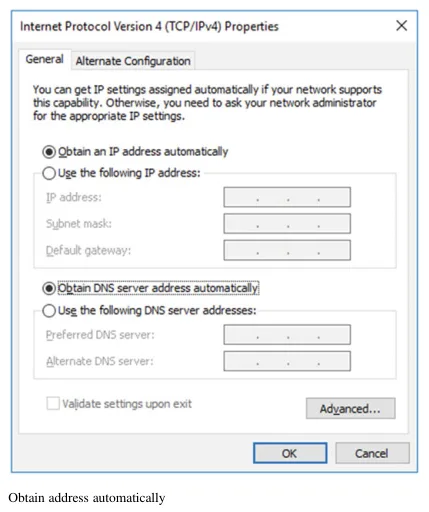 Internet Protocol Version 4 (TCP/IPv4) Properties
General
Alternate Configuration
You can get IP settings assigned automatically if your network supports
this capability. Otherwise, you need to ask your network administrator
for the appropriate IP settings.
Obtain an IP address automatically
Use the following IP address:
IP address:
Subnet mask:
Default gateway:
Obtain DNS server address automatically
Use the following DNS server addresses:
Preferred DNS server:
Alternate DNS server:
Validate settings upon exit
Advanced...
OK
Cancel
Obtain address automatically